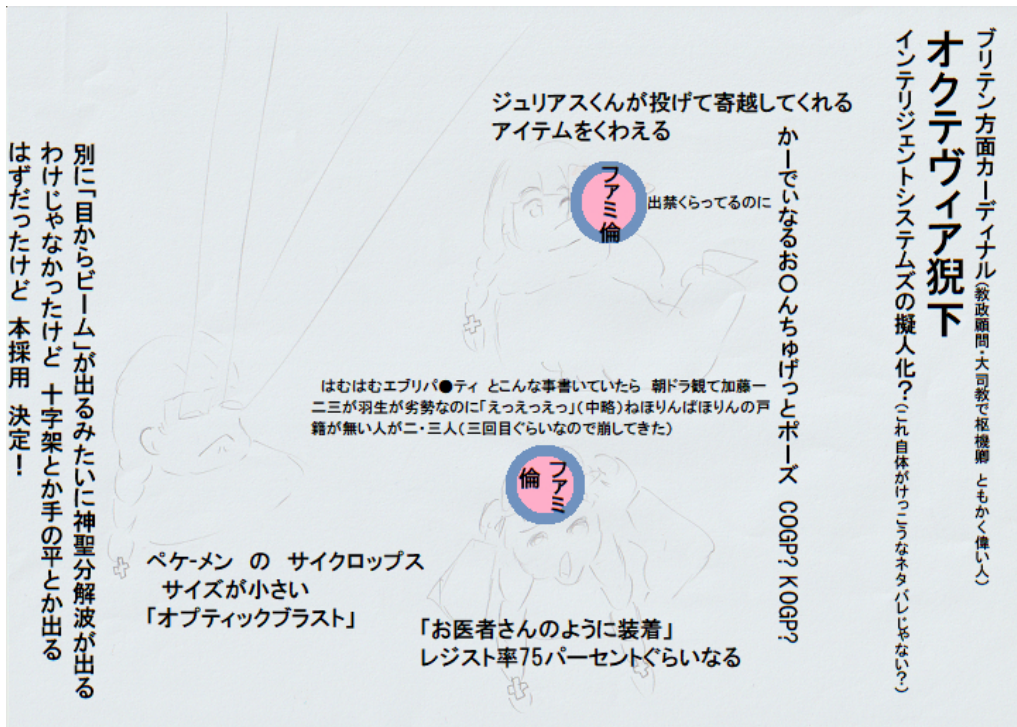 ブリテン方面カーディナル(教政顧問・大司教で枢機卿 ともかく偉い人)
オクテヴィア猊下
インテリジェントシステムズの擬人化?(これ自体がけっこうなネタバレじゃない?)
ジュリアスくんが投げて寄越してくれる
アイテムをくわえる
かーでぃなるお〇んちゅげっとポーズ COGP? KOGP?
ファミ倫
出禁くらってるのに
はむはむエブリパ●ティ とこんな事書いていたら 朝ドラ観て加藤一
二三が羽生が劣勢なのに「えっえっえっ」(中略)ねほりんぱほりんの戸
籍が無い人が二・三人(三回目ぐらいなので崩してきた)
ファミ
倫
「お医者さんのように装着」
レジスト率75パーセントぐらいなる
ペケ-メン の サイクロップス
サイズが小さい
「オプティックブラスト」
別に「目からビーム」が出るみたいに神聖分解波が出る
わけじゃなかったけど 十字架とか手の平とか出る
はずだったけど 本採用 決定!